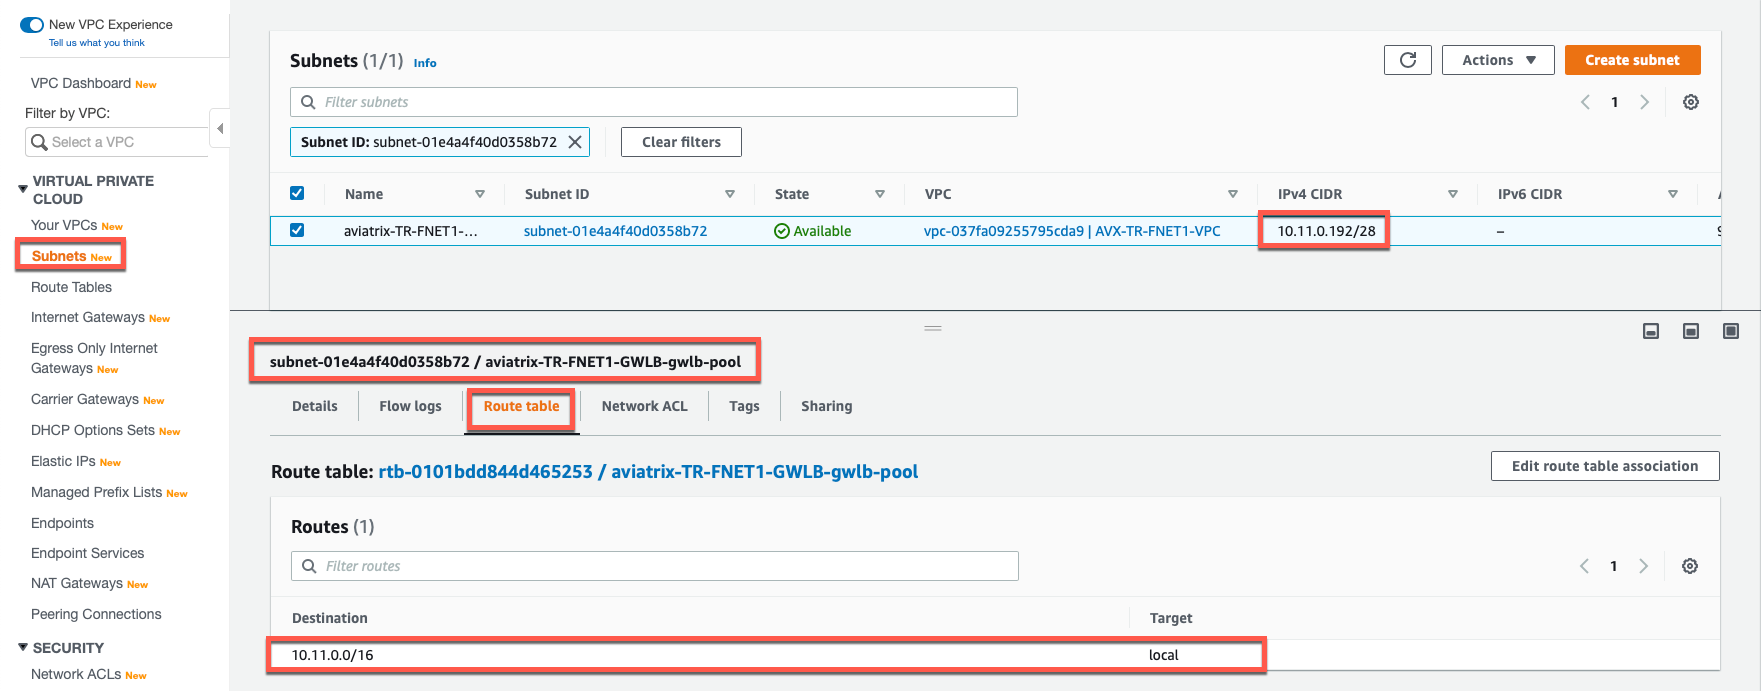 New VPC Experience
Tell us what you think
VPC Dashboard New
Filter by VPC:
Select a VPC
VIRTUAL PRIVATE
CLOUD
Your VPCs New
Subnets New
Route Tables
Internet Gateways New
Egress Only Internet
Gateways New
Carrier Gateways New
DHCP Options Sets New
Elastic IPs New
Managed Prefix Lists New
Endpoints
Endpoint Services
NAT Gateways New
Peering Connections
SECURITY
Network ACLs New
Subnets (1/1) Info
Actions
Create subnet
Filter subnets
1
Subnet ID: subnet-01e4a4f40d0358b72
Clear filters
Name Subnet ID State VPC IPv4 CIDR IPv6 CIDR
aviatrix-TR-FNET1-... subnet-01e4a4f40d0358b72 Available vpc-037fa09255795cda9 | AVX-TR-FNET1-VPC 10.11.0.192/28 –
subnet-01e4a4f40d0358b72 / aviatrix-TR-FNET1-GWLB-gwlb-pool
Details Flow logs Route table Network ACL Tags Sharing
Route table: rtb-0101bdd844d465253 / aviatrix-TR-FNET1-GWLB-gwlb-pool
Edit route table association
Routes (1)
Filter routes
1
Destination Target
10.11.0.0/16 local